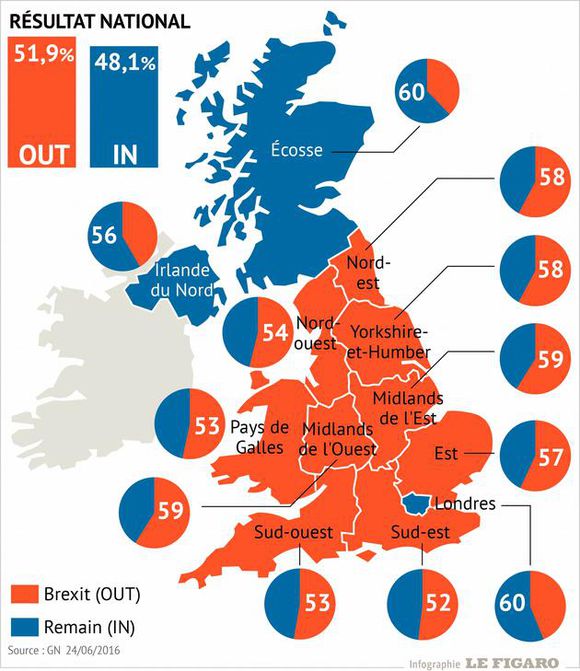 RÉSULTAT NATIONAL
51,9%
OUT
48,1%
IN
60
Écosse
58
56
Irlande
du Nord
Nord-
est
58
54
Nord-
ouest
Yorkshire-
et-Humber
59
53
Pays de
Galles
Midlands
de l'Ouest
Midlands
de l'Est
Est
57
59
Londres
Sud-ouest
Sud-est
53
52
60
Brexit (OUT)
Remain (IN)
Source : GN 24/06/2016
Infographie LE FIGARO